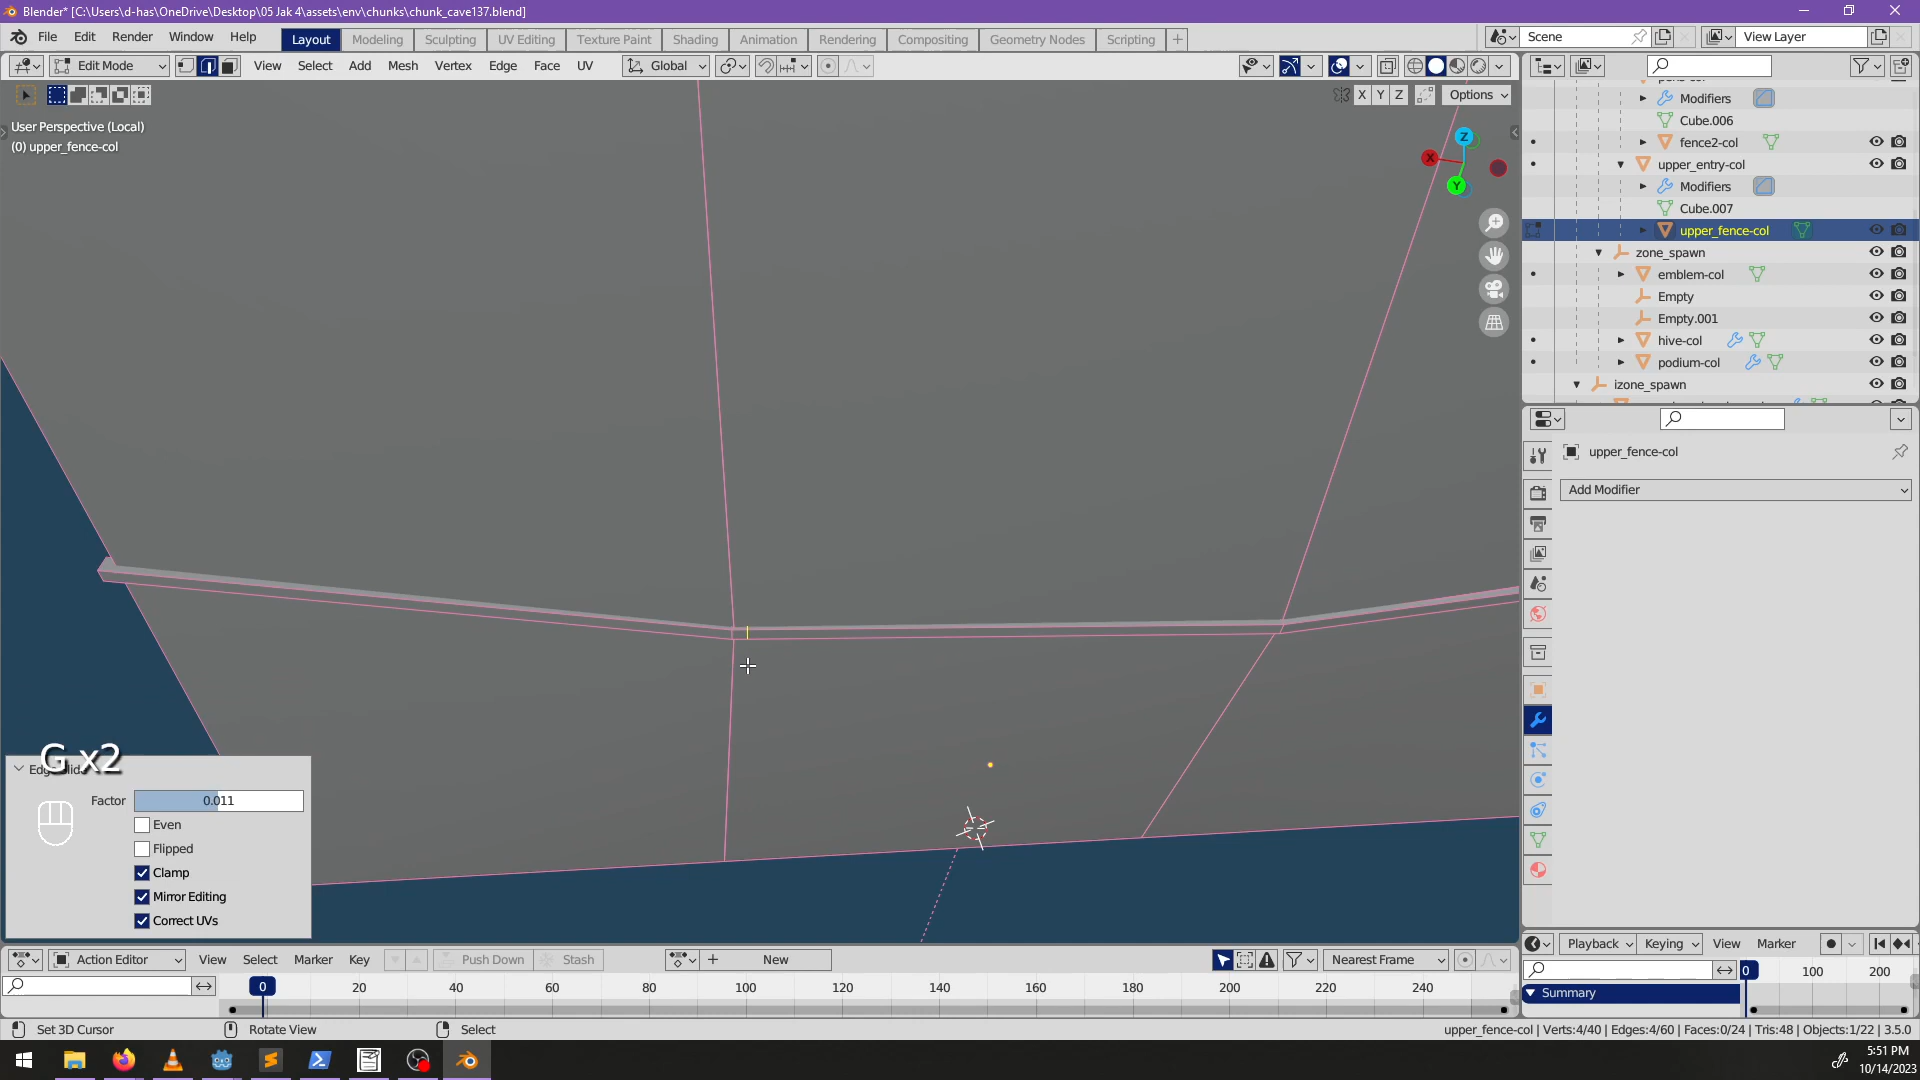 Blender* [C:\Users\d-has\OneDrive\Desktop\05 Jak 4\assets\env\chunks\chunk_cave137.blend]
File Edit Render Window Help Layout Modeling Sculpting UV Editing Texture Paint Shading Animation Rendering Compositing Geometry Nodes Scripting + Scene View Layer
Edit Mode View Select Add Mesh Vertex Edge Face UV Global
X Y Z Options
User Perspective (Local)
(0) upper_fence-col
Z
X
Y
Modifiers
Cube.006
fence2-col
upper_entry-col
Modifiers
Cube.007
upper_fence-col
zone_spawn
emblem-col
Empty
Empty.001
hive-col
podium-col
izone_spawn
upper_fence-col
Add Modifier
G x2
Factor 0.011
Even
Flipped
Clamp
Mirror Editing
Correct UVs
Action Editor View Select Marker Key Push Down Stash New Nearest Frame
0 20 40 60 80 100 120 140 160 180 200 220 240
Playback Keying View Marker
0 100 200
Summary
Set 3D Cursor Rotate View Select
upper_fence-col | Verts:4/40 | Edges:4/60 | Faces:0/24 | Tris:48 | Objects:1/22 | 3.5.0
5:51 PM
10/14/2023